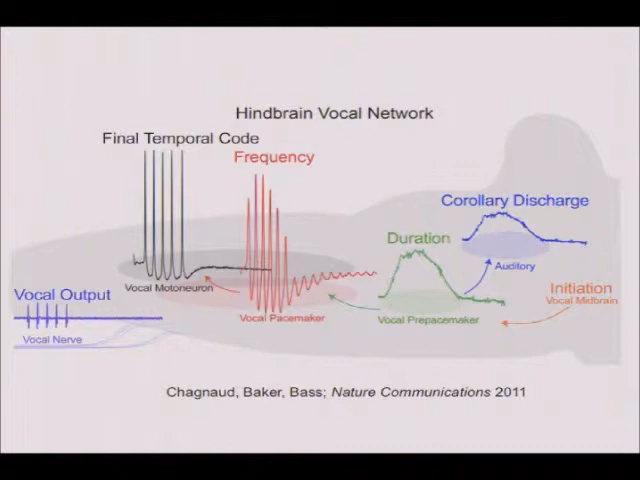 Hindbrain Vocal Network
Final Temporal Code
Frequency
Corollary Discharge
Duration
Auditory
Vocal Output
Vocal Motoneuron
Initiation
Vocal Midbrain
Vocal Pacemaker
Vocal Prepacemaker
Vocal Nerve
Chagnaud, Baker, Bass; Nature Communications 2011